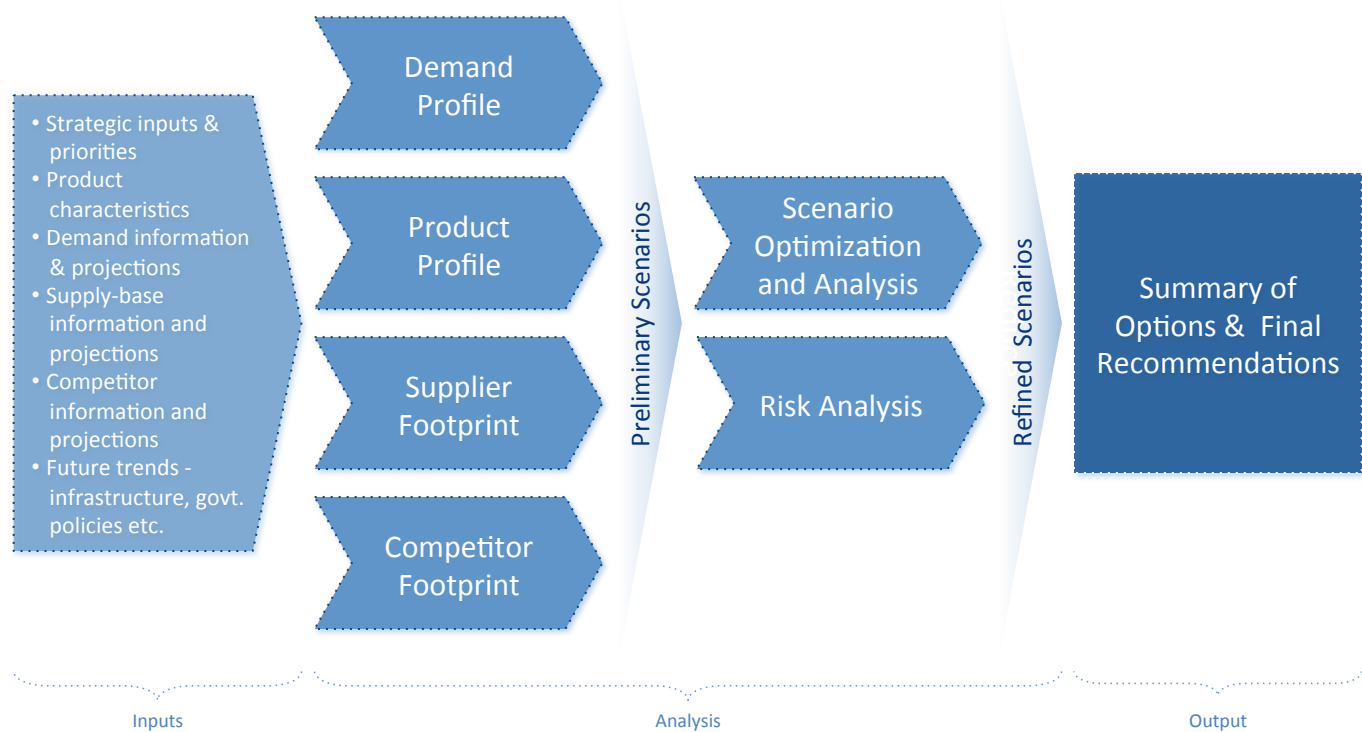 • Strategic inputs &
priorities
• Product
characteristics
• Demand information
& projections
• Supply-base
information and
projections
• Competitor
information and
projections
• Future trends -
infrastructure, govt.
policies etc.
Demand
Profile
Product
Profile
Supplier
Footprint
Competitor
Footprint
Preliminary Scenarios
Scenario
Optimization
and Analysis
Risk Analysis
Refined Scenarios
Summary of
Options & Final
Recommendations
Inputs
Analysis
Output